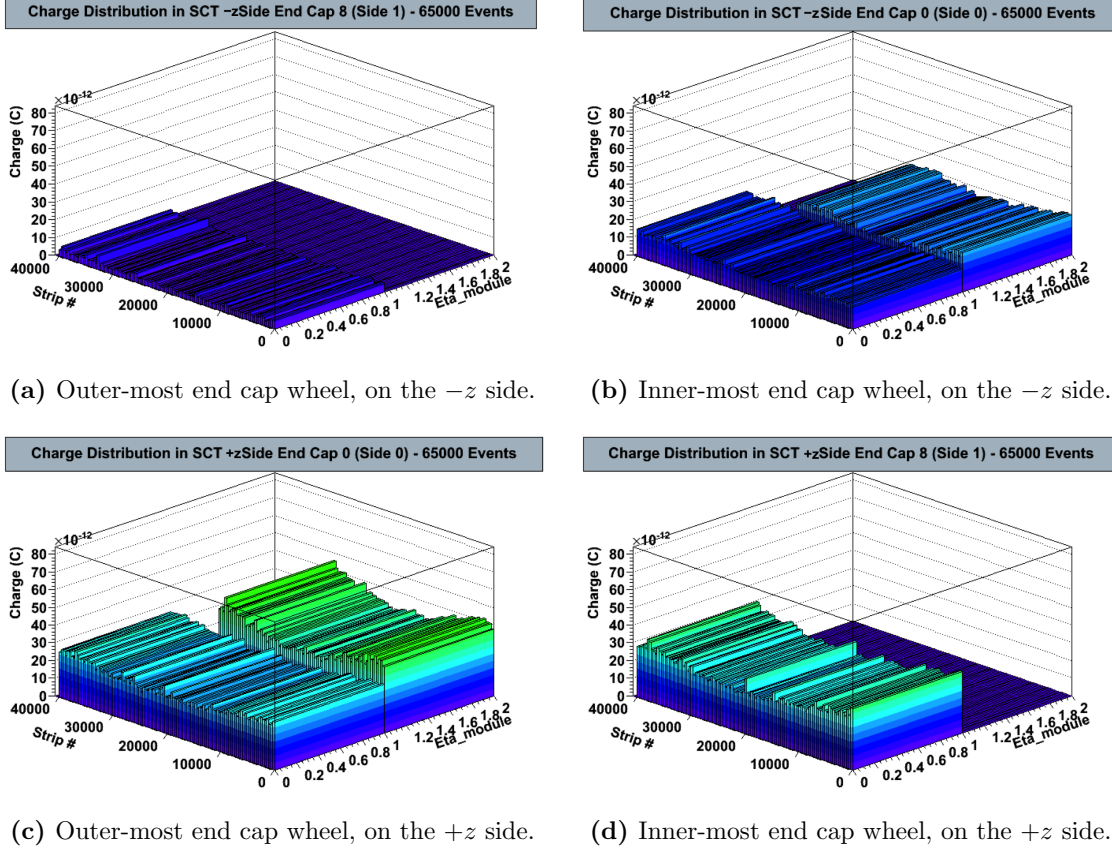 Charge Distribution in SCT −zSide End Cap 8 (Side 1) - 65000 Events
×10⁻¹²
Charge (C)
80
70
60
50
40
30
20
10
0
40000
30000
20000
10000
0
Strip #
0 0.2 0.4 0.6 0.8 1 1.2 1.4 1.6 1.8 2
Eta_module
(a) Outer-most end cap wheel, on the −z side.
Charge Distribution in SCT −zSide End Cap 0 (Side 0) - 65000 Events
×10⁻¹²
Charge (C)
80
70
60
50
40
30
20
10
0
40000
30000
20000
10000
0
Strip #
0 0.2 0.4 0.6 0.8 1 1.2 1.4 1.6 1.8 2
Eta_module
(b) Inner-most end cap wheel, on the −z side.
Charge Distribution in SCT +zSide End Cap 0 (Side 0) - 65000 Events
×10⁻¹²
Charge (C)
80
70
60
50
40
30
20
10
0
40000
30000
20000
10000
0
Strip #
0 0.2 0.4 0.6 0.8 1 1.2 1.4 1.6 1.8 2
Eta_module
(c) Outer-most end cap wheel, on the +z side.
Charge Distribution in SCT +zSide End Cap 8 (Side 1) - 65000 Events
×10⁻¹²
Charge (C)
80
70
60
50
40
30
20
10
0
40000
30000
20000
10000
0
Strip #
0 0.2 0.4 0.6 0.8 1 1.2 1.4 1.6 1.8 2
Eta_module
(d) Inner-most end cap wheel, on the +z side.